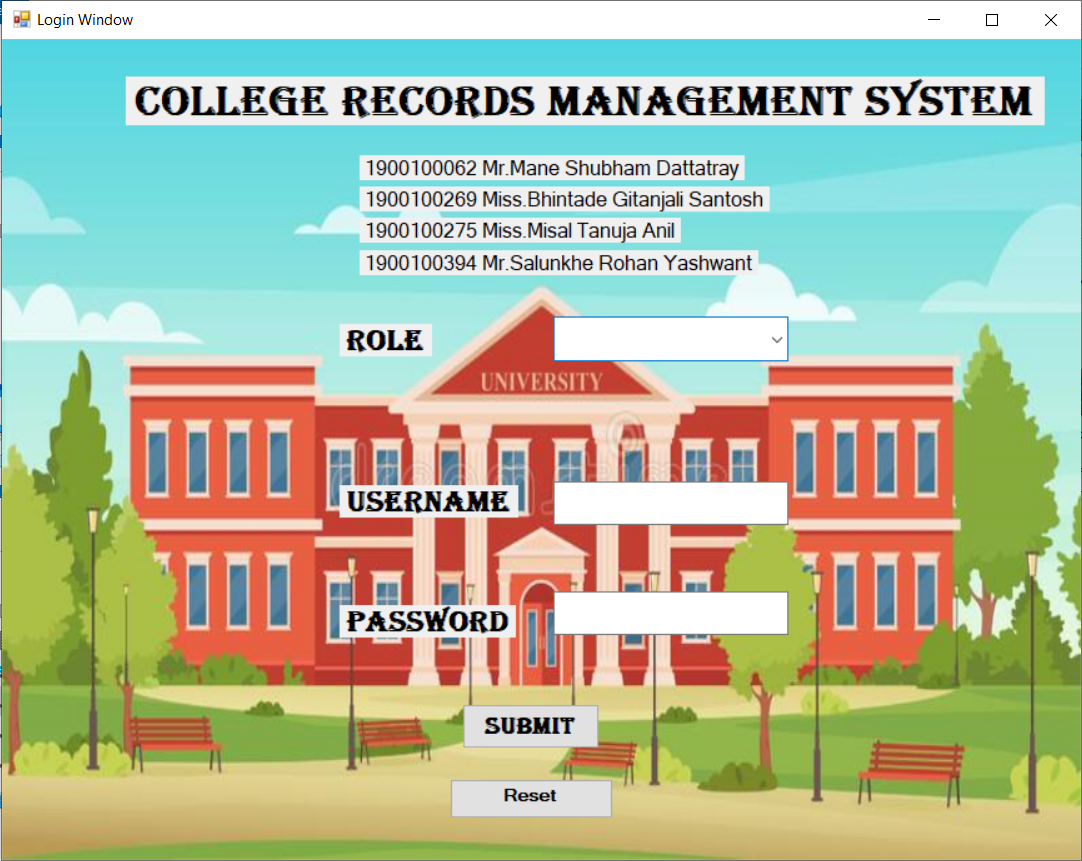 Login Window
COLLEGE RECORDS MANAGEMENT SYSTEM
1900100062 Mr.Mane Shubham Dattatray
1900100269 Miss.Bhintade Gitanjali Santosh
1900100275 Miss.Misal Tanuja Anil
1900100394 Mr.Salunkhe Rohan Yashwant
ROLE
UNIVERSITY
dreamstime
USERNAME
PASSWORD
SUBMIT
Reset